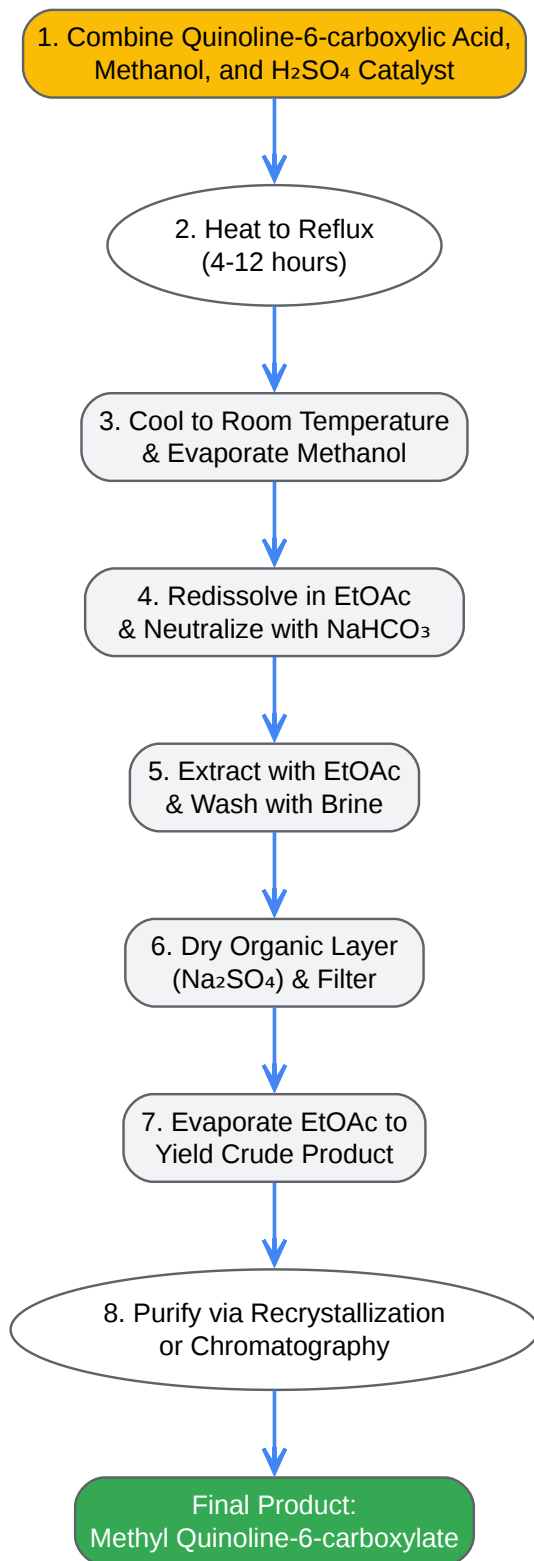 1. Combine Quinoline-6-carboxylic Acid,
Methanol, and H₂SO₄ Catalyst
2. Heat to Reflux
(4-12 hours)
3. Cool to Room Temperature
& Evaporate Methanol
4. Redissolve in EtOAc
& Neutralize with NaHCO₃
5. Extract with EtOAc
& Wash with Brine
6. Dry Organic Layer
(Na₂SO₄) & Filter
7. Evaporate EtOAc to
Yield Crude Product
8. Purify via Recrystallization
or Chromatography
Final Product:
Methyl Quinoline-6-carboxylate